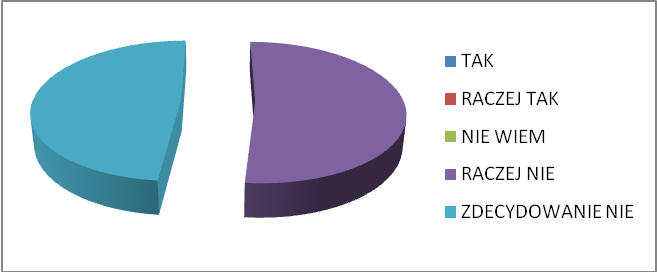 TAK
RACZEJ TAK
NIE WIEM
RACZEJ NIE
ZDECYDOWANIE NIE